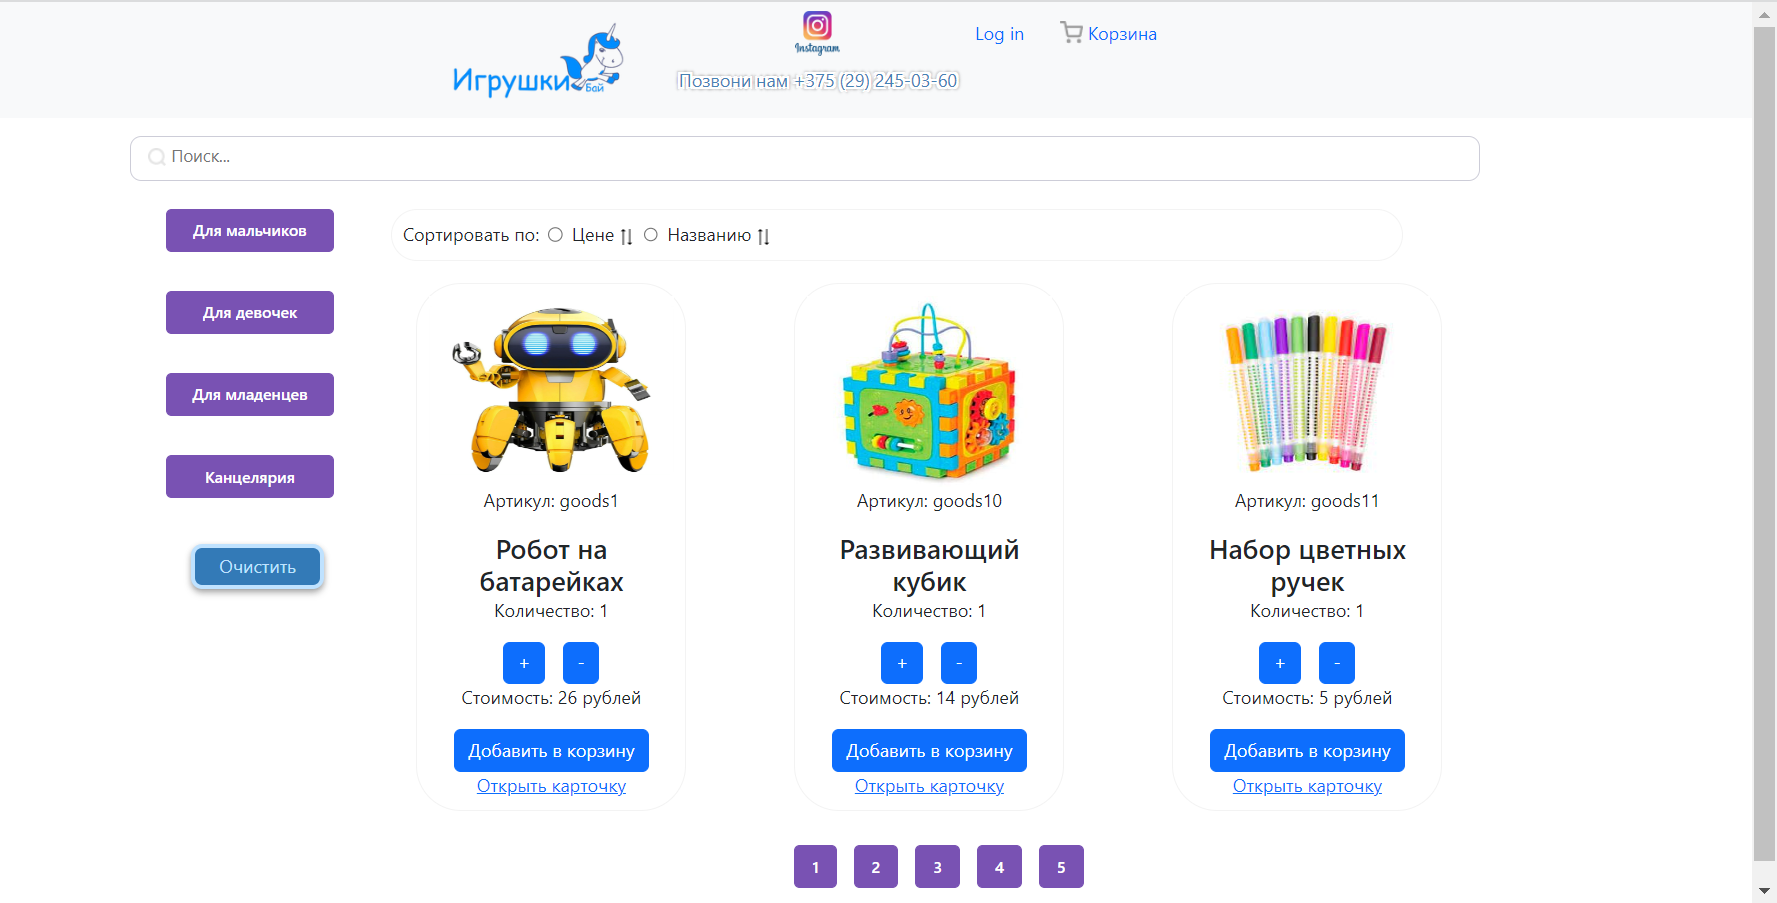 Игрушки
Бай
Instagram
Позвони нам +375 (29) 245-03-60
Log in
Корзина
Поиск...
Для мальчиков
Для девочек
Для младенцев
Канцелярия
Очистить
Сортировать по: Цене Названию
Артикул: goods1
Робот на
батарейках
Количество: 1
+ -
Стоимость: 26 рублей
Добавить в корзину
Открыть карточку
Артикул: goods10
Развивающий
кубик
Количество: 1
+ -
Стоимость: 14 рублей
Добавить в корзину
Открыть карточку
Артикул: goods11
Набор цветных
ручек
Количество: 1
+ -
Стоимость: 5 рублей
Добавить в корзину
Открыть карточку
1 2 3 4 5